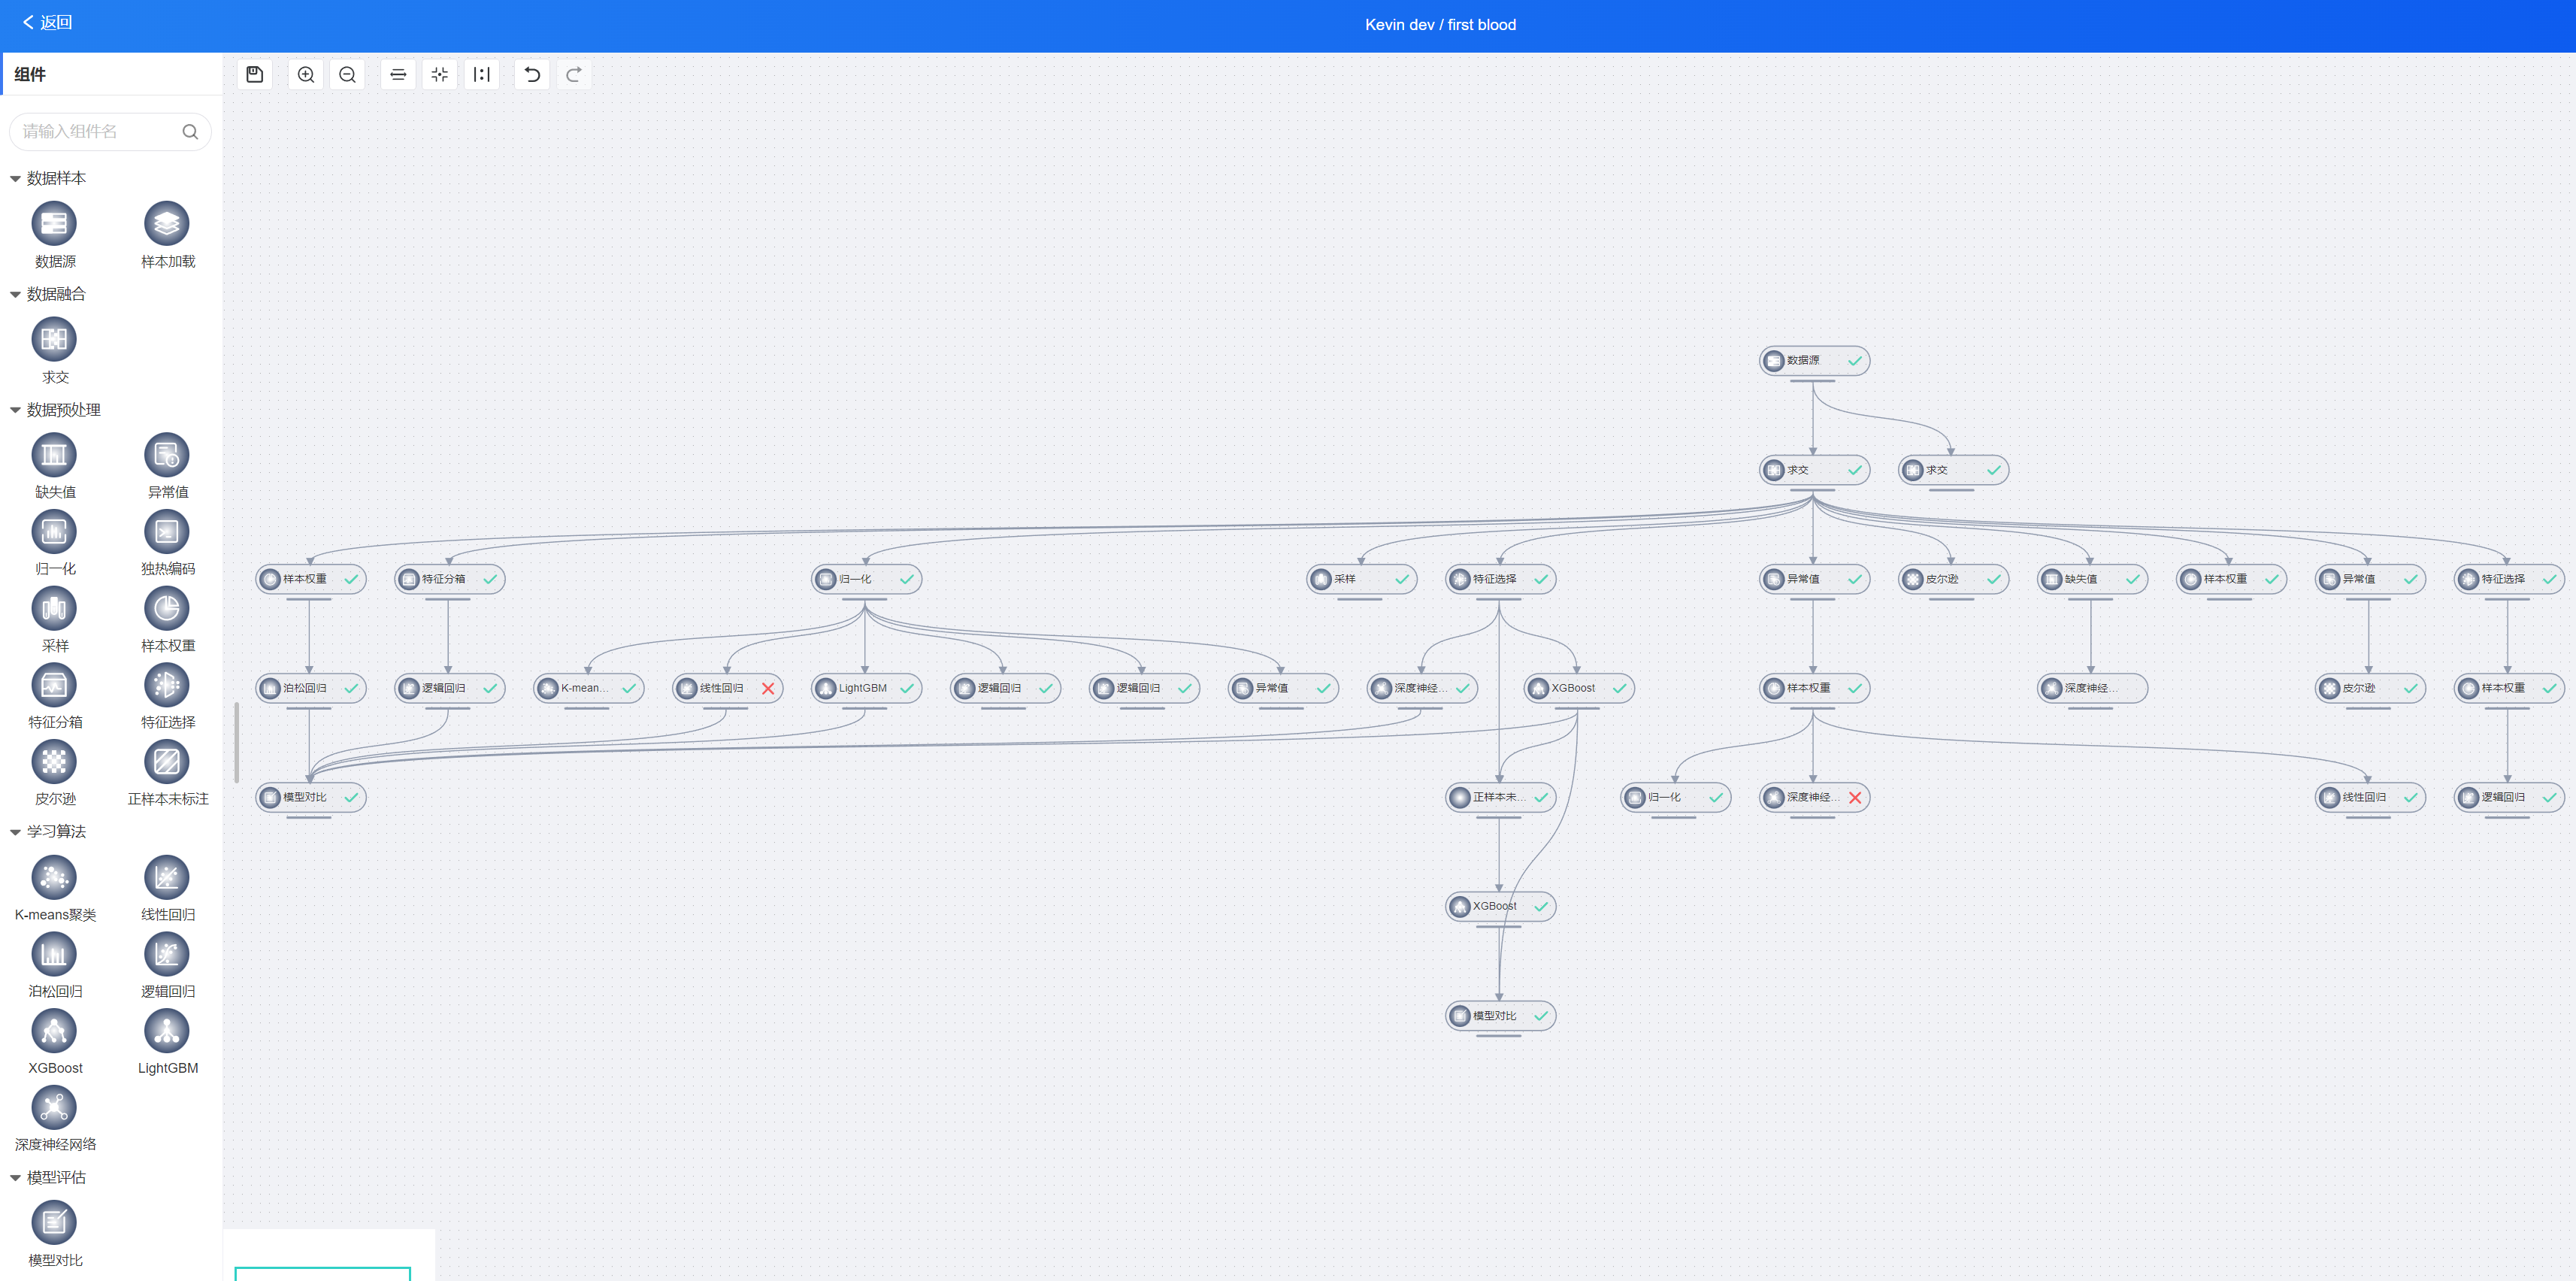 返回
Kevin dev / first blood
组件
请输入组件名
数据样本
数据源
样本加载
数据融合
求交
数据预处理
缺失值
异常值
归一化
独热编码
采样
样本权重
特征分箱
特征选择
皮尔逊
正样本未标注
学习算法
K-means聚类
线性回归
泊松回归
逻辑回归
XGBoost
LightGBM
深度神经网络
模型评估
模型对比
数据源
求交
求交
样本权重
特征分箱
归一化
采样
特征选择
异常值
皮尔逊
缺失值
样本权重
异常值
特征选择
泊松回归
逻辑回归
K-mean...
线性回归
LightGBM
逻辑回归
逻辑回归
异常值
深度神经...
XGBoost
样本权重
深度神经...
皮尔逊
样本权重
模型对比
正样本未...
归一化
深度神经...
线性回归
逻辑回归
XGBoost
模型对比